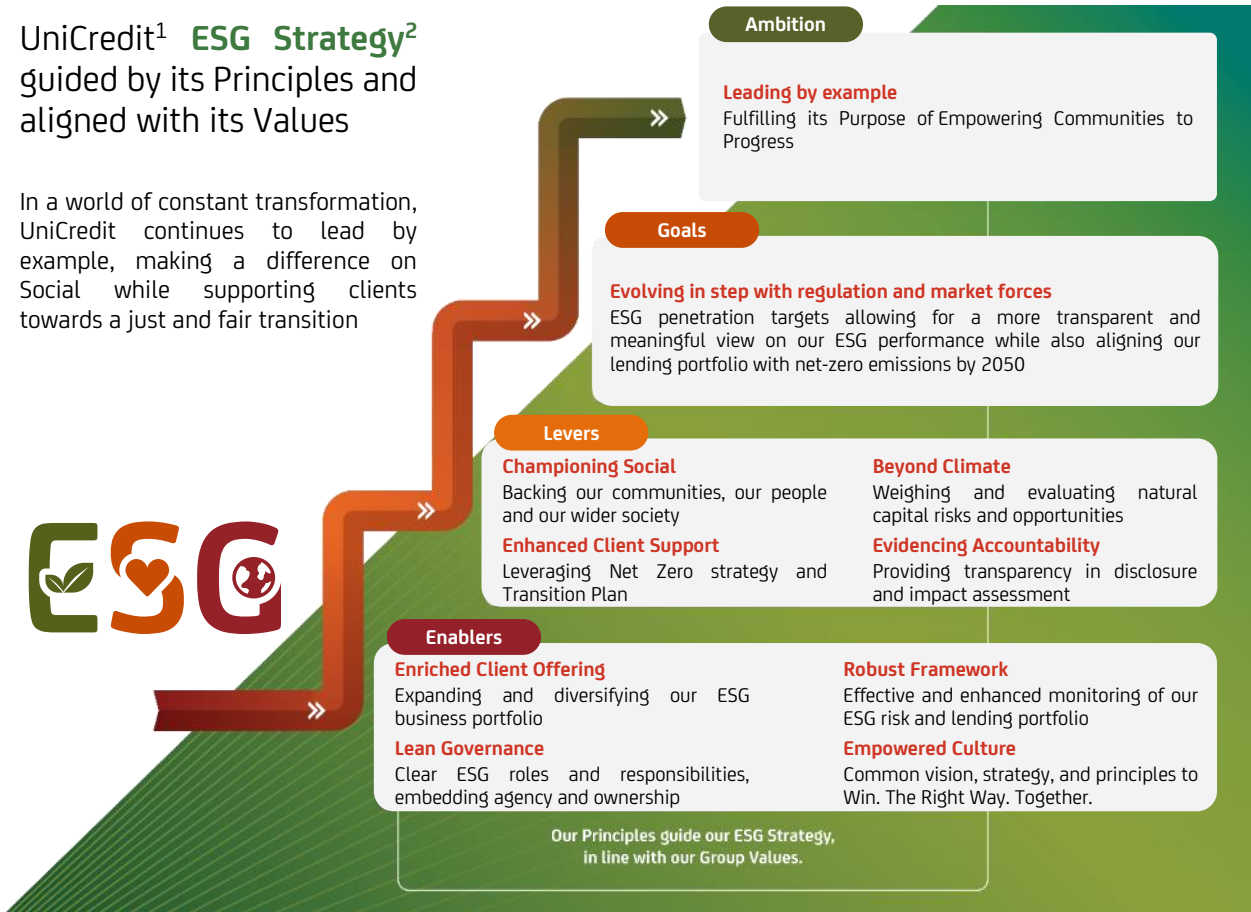 UniCredit¹ ESG Strategy²
guided by its Principles and
aligned with its Values
In a world of constant transformation,
UniCredit continues to lead by
example, making a difference on
Social while supporting clients
towards a just and fair transition
ESG
Ambition
Leading by example
Fulfilling its Purpose of Empowering Communities to
Progress
Goals
Evolving in step with regulation and market forces
ESG penetration targets allowing for a more transparent and
meaningful view on our ESG performance while also aligning our
lending portfolio with net-zero emissions by 2050
Levers
Championing Social
Backing our communities, our people
and our wider society
Enhanced Client Support
Leveraging Net Zero strategy and
Transition Plan
Beyond Climate
Weighing and evaluating natural
capital risks and opportunities
Evidencing Accountability
Providing transparency in disclosure
and impact assessment
Enablers
Enriched Client Offering
Expanding and diversifying our ESG
business portfolio
Lean Governance
Clear ESG roles and responsibilities,
embedding agency and ownership
Robust Framework
Effective and enhanced monitoring of our
ESG risk and lending portfolio
Empowered Culture
Common vision, strategy, and principles to
Win. The Right Way. Together.
Our Principles guide our ESG Strategy,
in line with our Group Values.